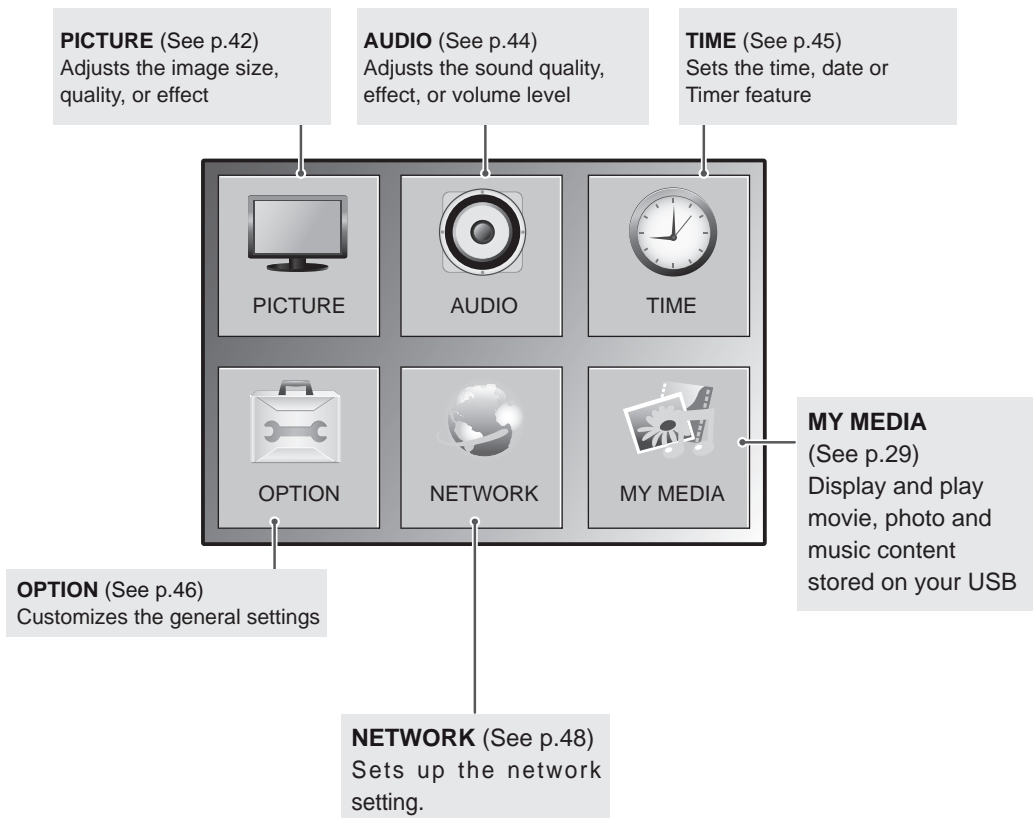 PICTURE (See p.42)
Adjusts the image size,
quality, or effect
AUDIO (See p.44)
Adjusts the sound quality,
effect, or volume level
TIME (See p.45)
Sets the time, date or
Timer feature
PICTURE
AUDIO
TIME
OPTION
NETWORK
MY MEDIA
MY MEDIA
(See p.29)
Display and play
movie, photo and
music content
stored on your USB
OPTION (See p.46)
Customizes the general settings
NETWORK (See p.48)
Sets up the network
setting.